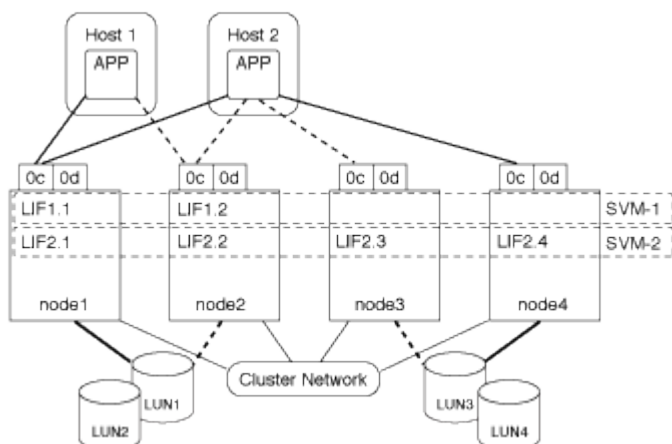 Host 1 Host 2
APP APP
0c 0d 0c 0d 0c 0d 0c 0d
LIF1.1 LIF1.2 SVM-1
LIF2.1 LIF2.2 LIF2.3 LIF2.4 SVM-2
node1 node2 node3 node4
Cluster Network
LUN1 LUN3
LUN2 LUN4